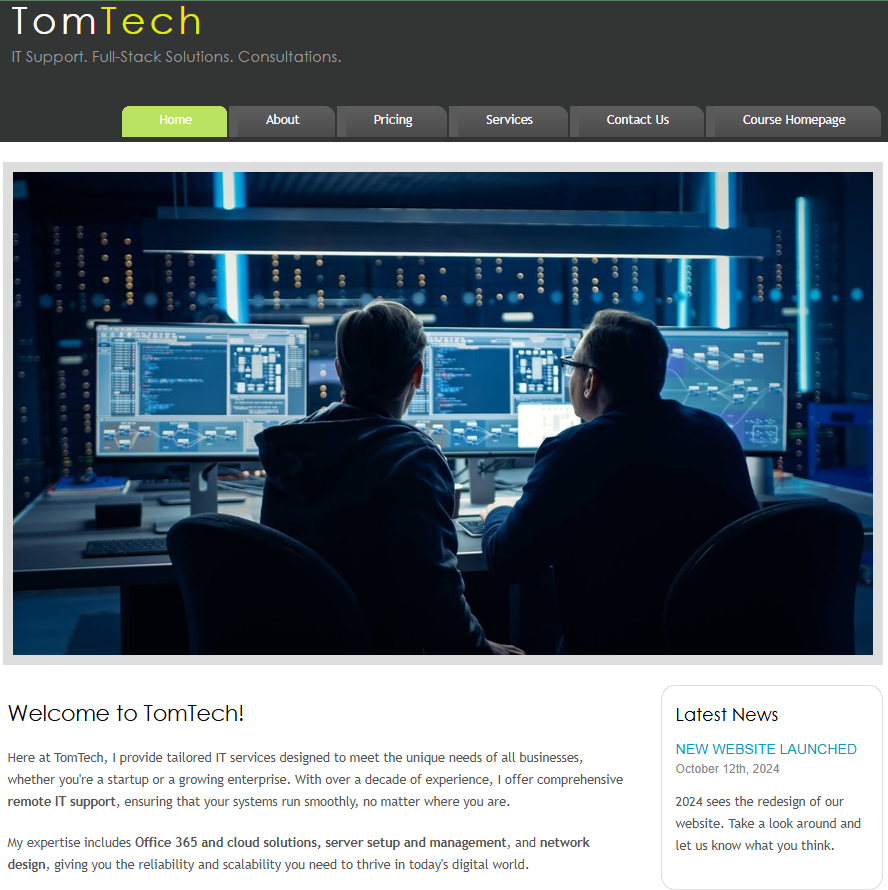 TomTech
IT Support. Full-Stack Solutions. Consultations.
Home About Pricing Services Contact Us Course Homepage
Welcome to TomTech!
Here at TomTech, I provide tailored IT services designed to meet the unique needs of all businesses,
whether you're a startup or a growing enterprise. With over a decade of experience, I offer comprehensive
remote IT support, ensuring that your systems run smoothly, no matter where you are.
My expertise includes Office 365 and cloud solutions, server setup and management, and network
design, giving you the reliability and scalability you need to thrive in today's digital world.
Latest News
NEW WEBSITE LAUNCHED
October 12th, 2024
2024 sees the redesign of our
website. Take a look around and
let us know what you think.